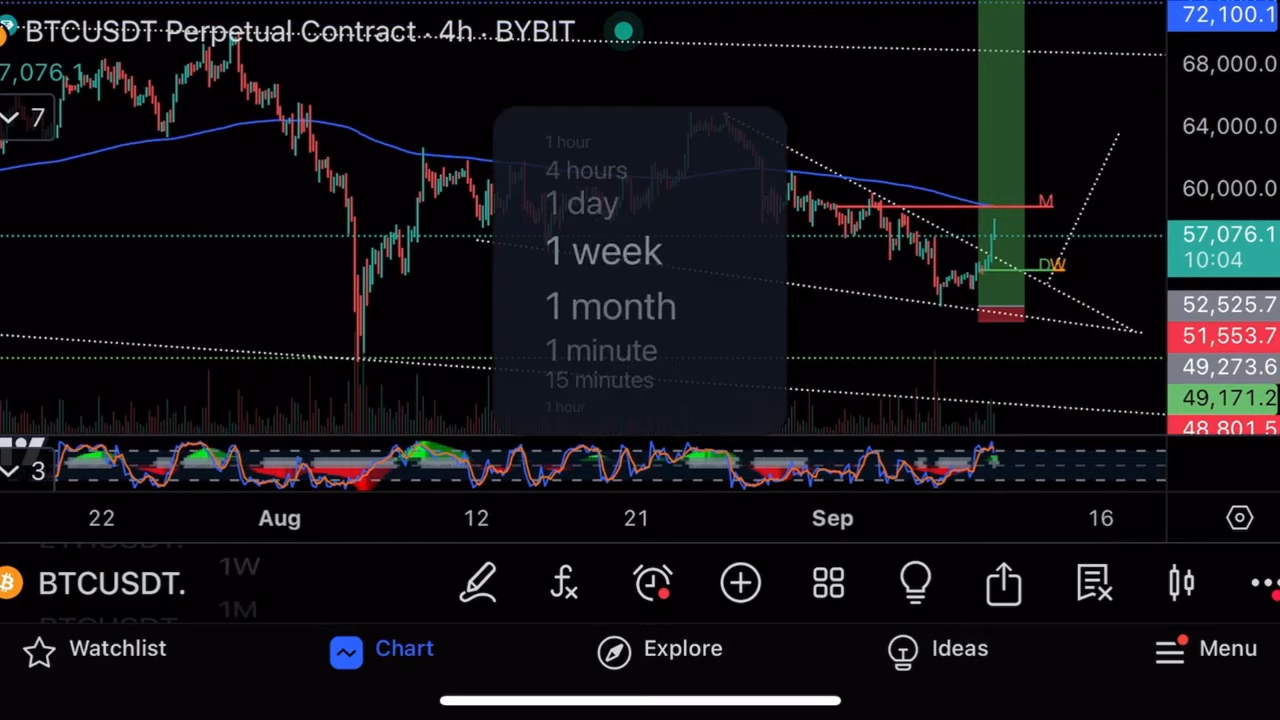 BTCUSDT Perpetual Contract · 4h · BYBIT
7,076.1
7
1 hour
4 hours
1 day
1 week
1 month
1 minute
15 minutes
1 hour
M
DW
72,100.1
68,000.0
64,000.0
60,000.0
57,076.1
10:04
52,525.7
51,553.7
49,273.6
49,171.2
48,801.5
3
22
Aug
12
21
Sep
16
BTCUSDT.
1W
1M
Watchlist
Chart
Explore
Ideas
Menu